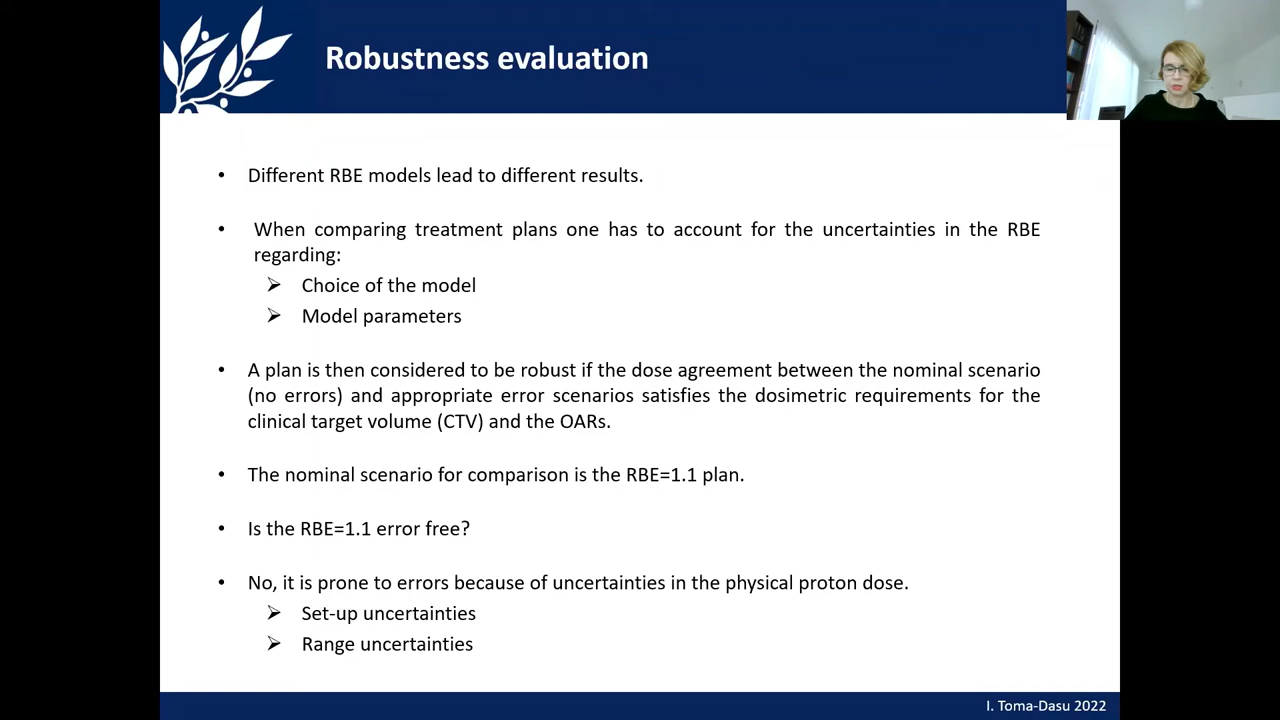 Robustness evaluation
• Different RBE models lead to different results.
• When comparing treatment plans one has to account for the uncertainties in the RBE
regarding:
➢ Choice of the model
➢ Model parameters
• A plan is then considered to be robust if the dose agreement between the nominal scenario
(no errors) and appropriate error scenarios satisfies the dosimetric requirements for the
clinical target volume (CTV) and the OARs.
• The nominal scenario for comparison is the RBE=1.1 plan.
• Is the RBE=1.1 error free?
• No, it is prone to errors because of uncertainties in the physical proton dose.
➢ Set-up uncertainties
➢ Range uncertainties
I. Toma-Dasu 2022